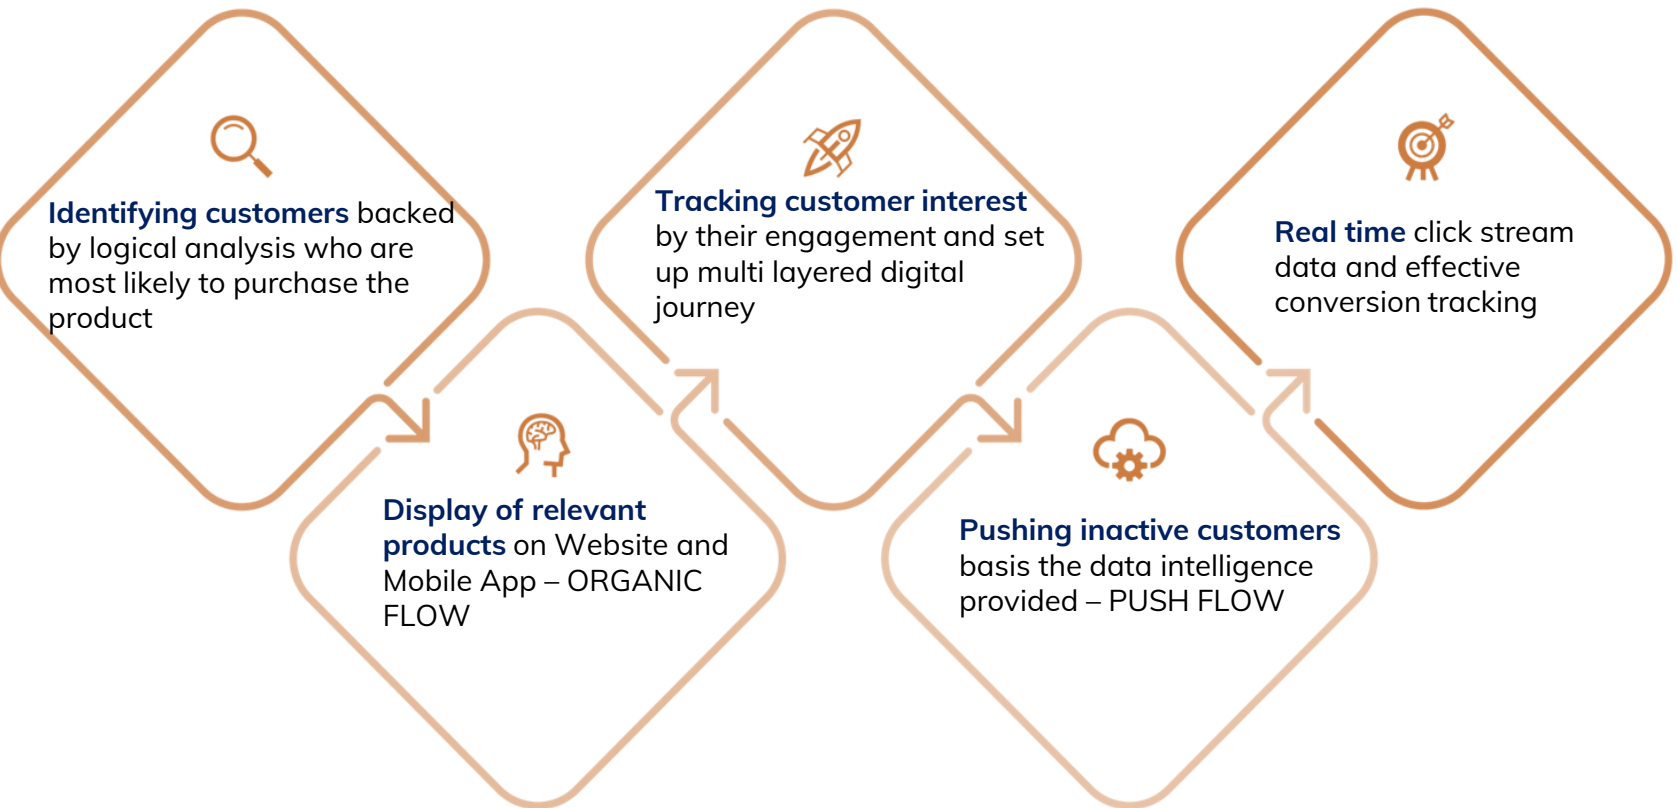 Identifying customers backed
by logical analysis who are
most likely to purchase the
product
Display of relevant
products on Website and
Mobile App – ORGANIC
FLOW
Tracking customer interest
by their engagement and set
up multi layered digital
journey
Pushing inactive customers
basis the data intelligence
provided – PUSH FLOW
Real time click stream
data and effective
conversion tracking